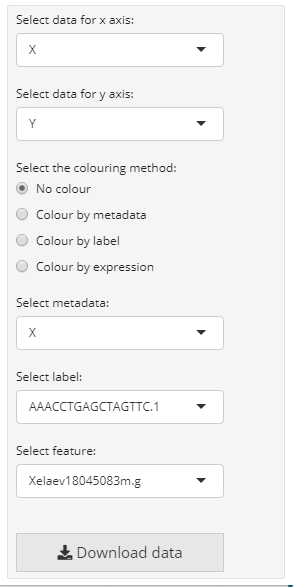 Select data for x axis:
X
Select data for y axis:
Y
Select the colouring method:
No colour
Colour by metadata
Colour by label
Colour by expression
Select metadata:
X
Select label:
AAACCTGAGCTAGTTC.1
Select feature:
Xelaev18045083m.g
Download data